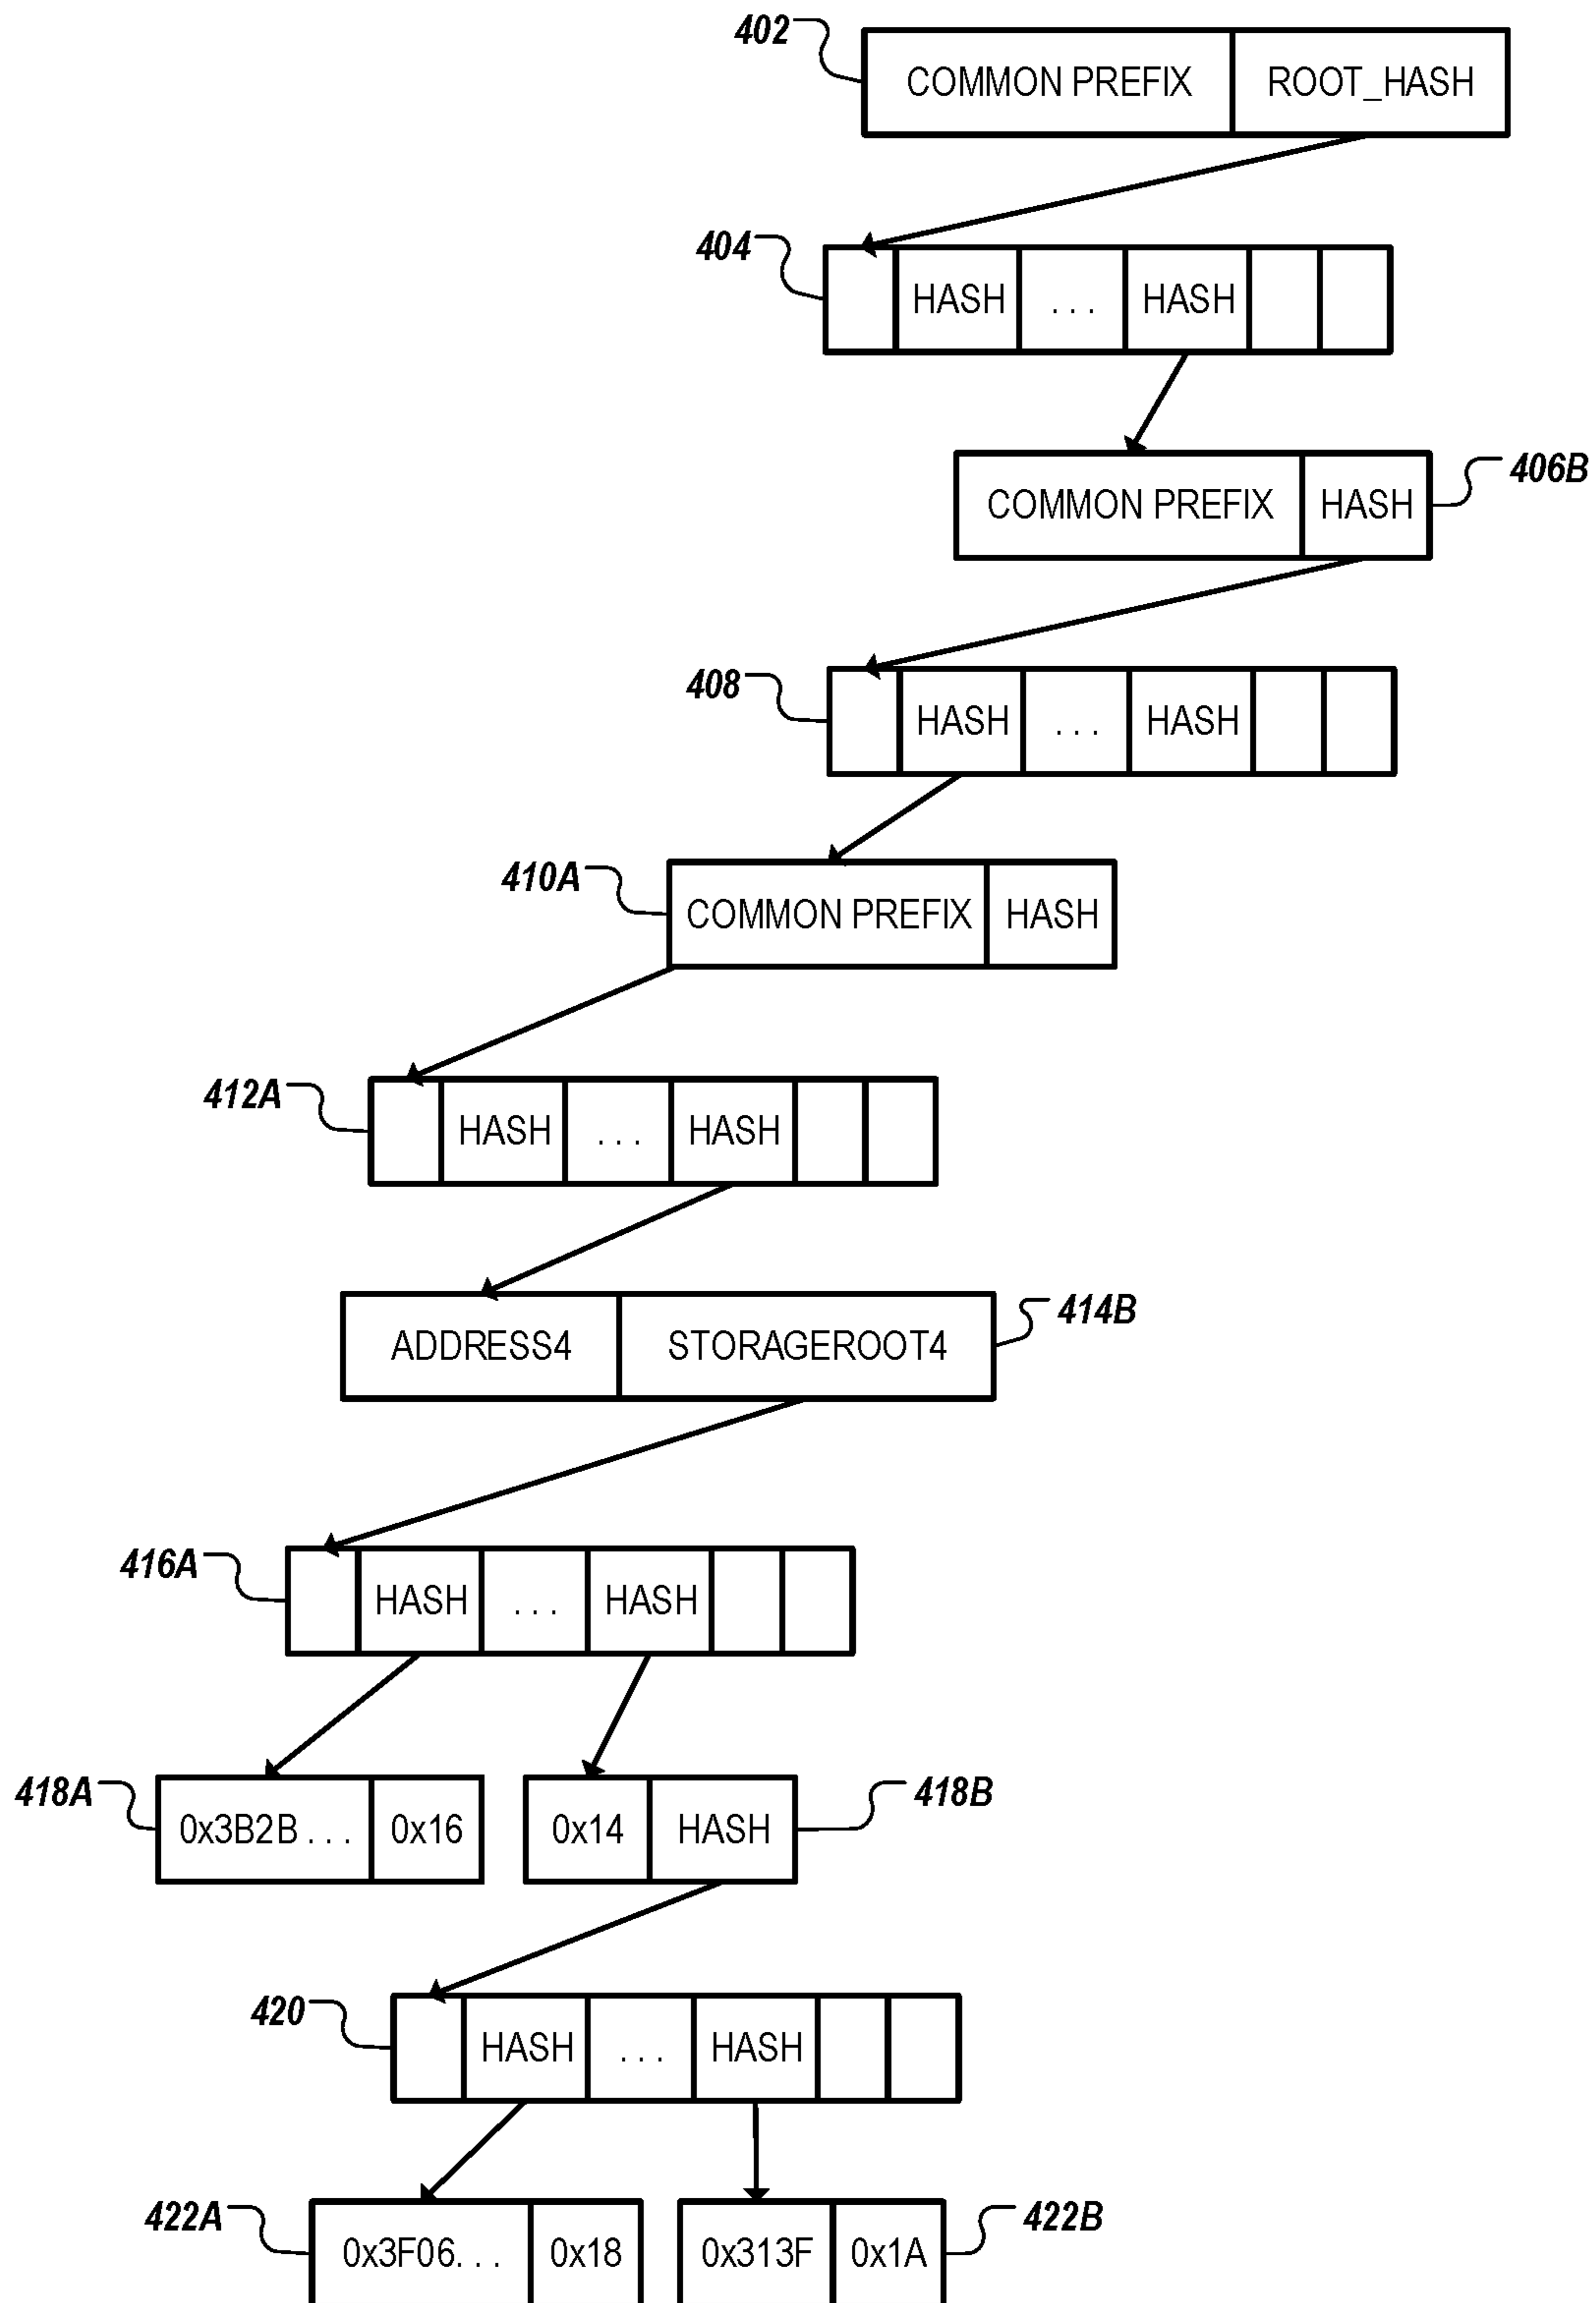 402
COMMON PREFIX ROOT_HASH
404
HASH ... HASH
406B
COMMON PREFIX HASH
408
HASH ... HASH
410A
COMMON PREFIX HASH
412A
HASH ... HASH
414B
ADDRESS4 STORAGEROOT4
416A
HASH ... HASH
418A
0x3B2B... 0x16
0x14 HASH
418B
420
HASH ... HASH
422A
0x3F06... 0x18
0x313F 0x1A
422B